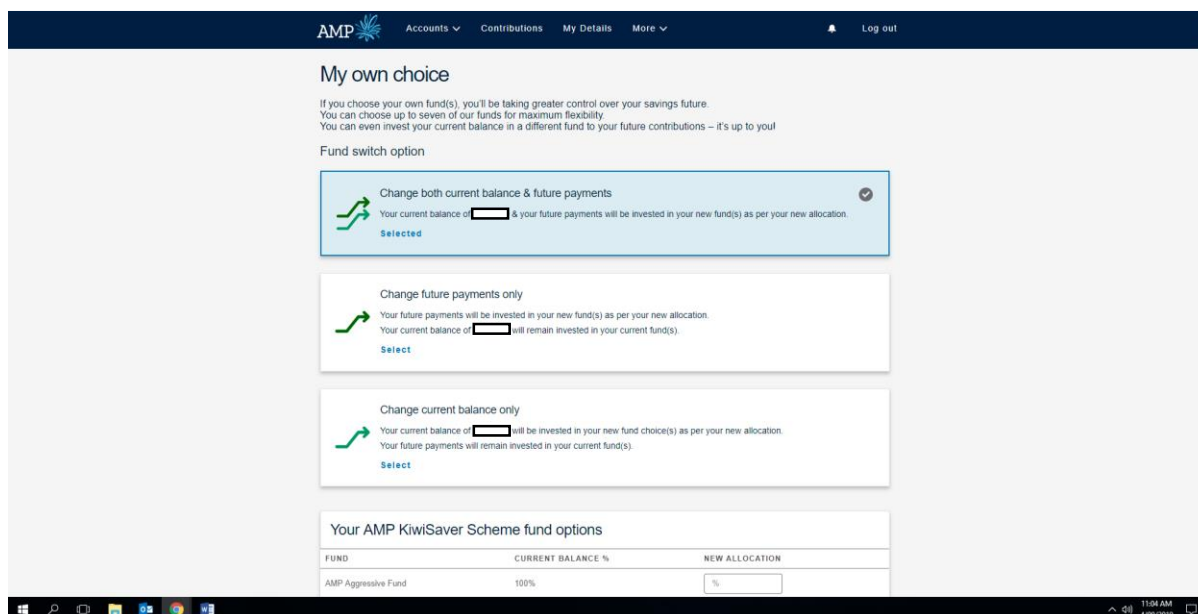 AMP Accounts Contributions My Details More Log out
My own choice
If you choose your own fund(s), you'll be taking greater control over your savings future.
You can choose up to seven of our funds for maximum flexibility.
You can even invest your current balance in a different fund to your future contributions – it's up to you!
Fund switch option
Change both current balance & future payments
Your current balance of & your future payments will be invested in your new fund(s) as per your new allocation.
Selected
Change future payments only
Your future payments will be invested in your new fund(s) as per your new allocation.
Your current balance of will remain invested in your current fund(s).
Select
Change current balance only
Your current balance of will be invested in your new fund choice(s) as per your new allocation.
Your future payments will remain invested in your current fund(s).
Select
Your AMP KiwiSaver Scheme fund options
FUND CURRENT BALANCE % NEW ALLOCATION
AMP Aggressive Fund 100% %
11:04 AM